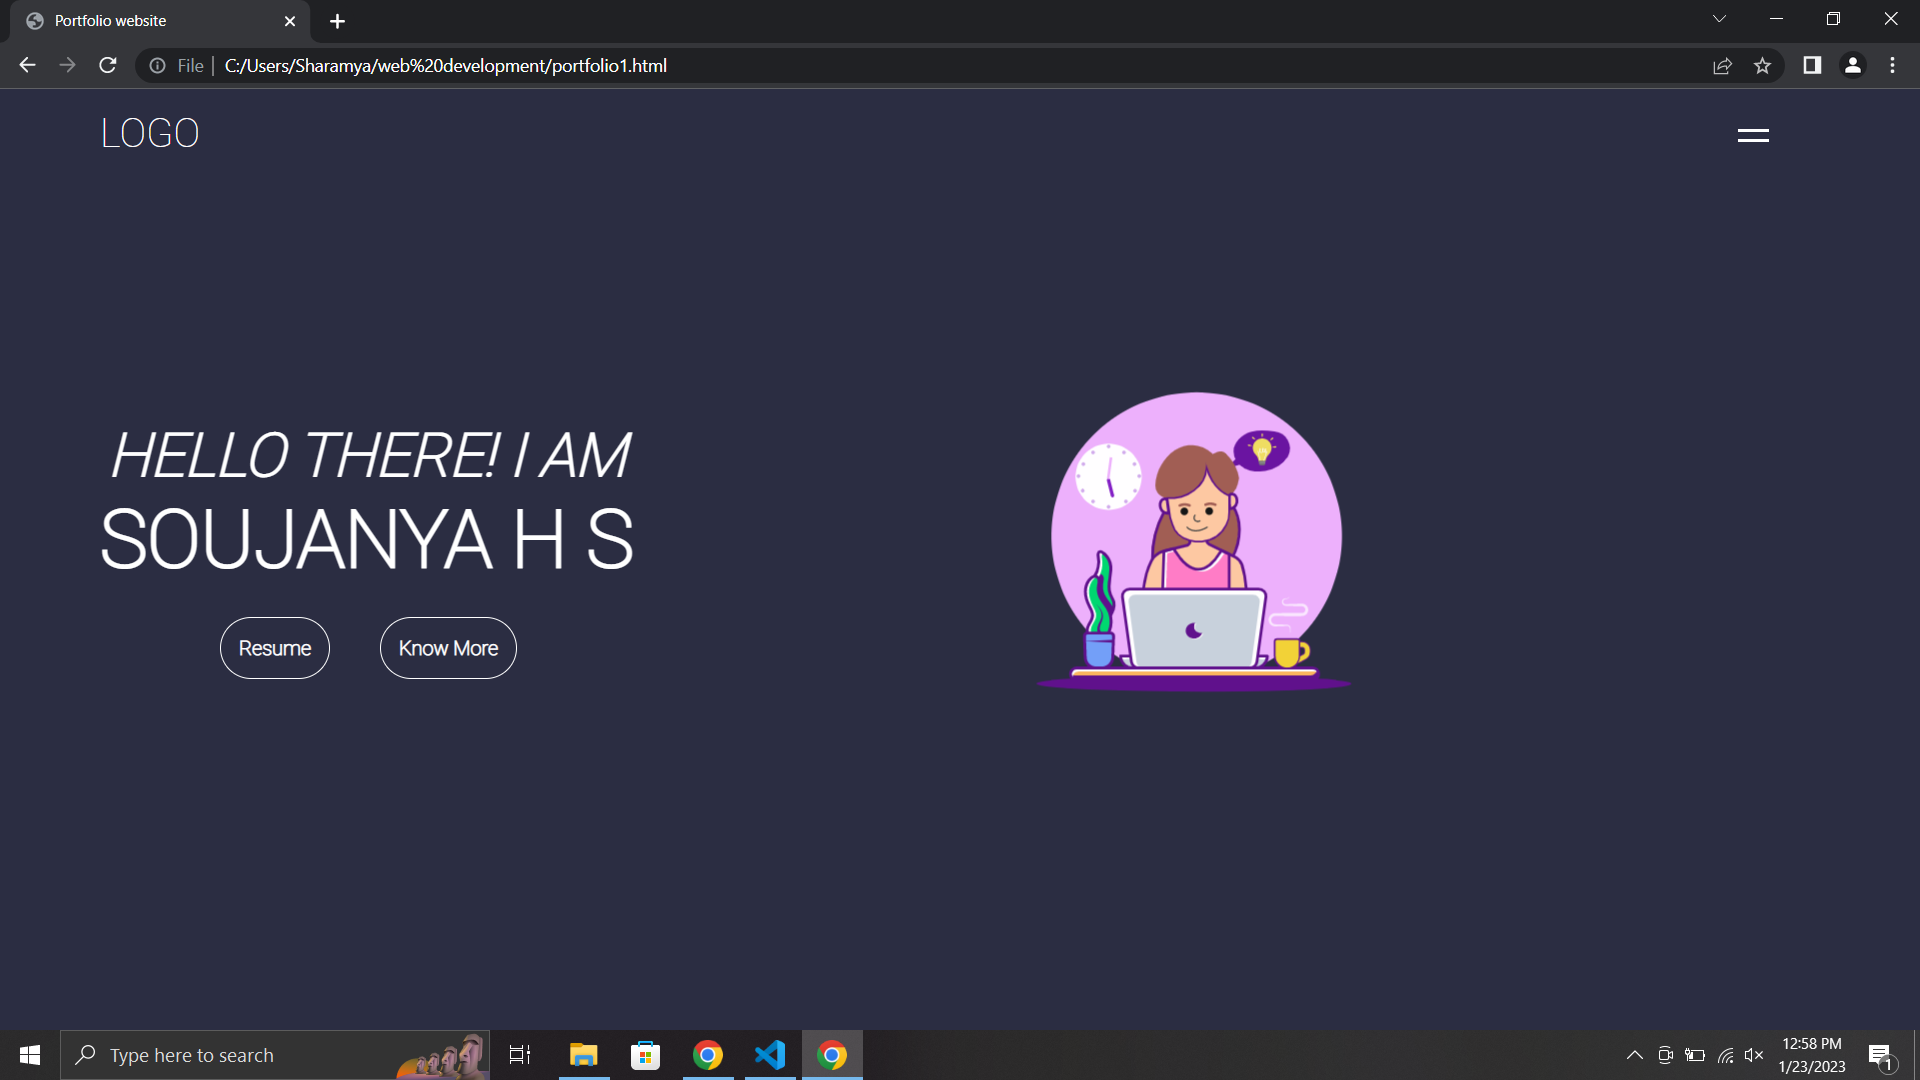 Portfolio website
File
C:/Users/Sharamya/web%20development/portfolio1.html
LOGO
HELLO THERE! I AM
SOUJANYA H S
Resume
Know More
Type here to search
12:58 PM
1/23/2023
1